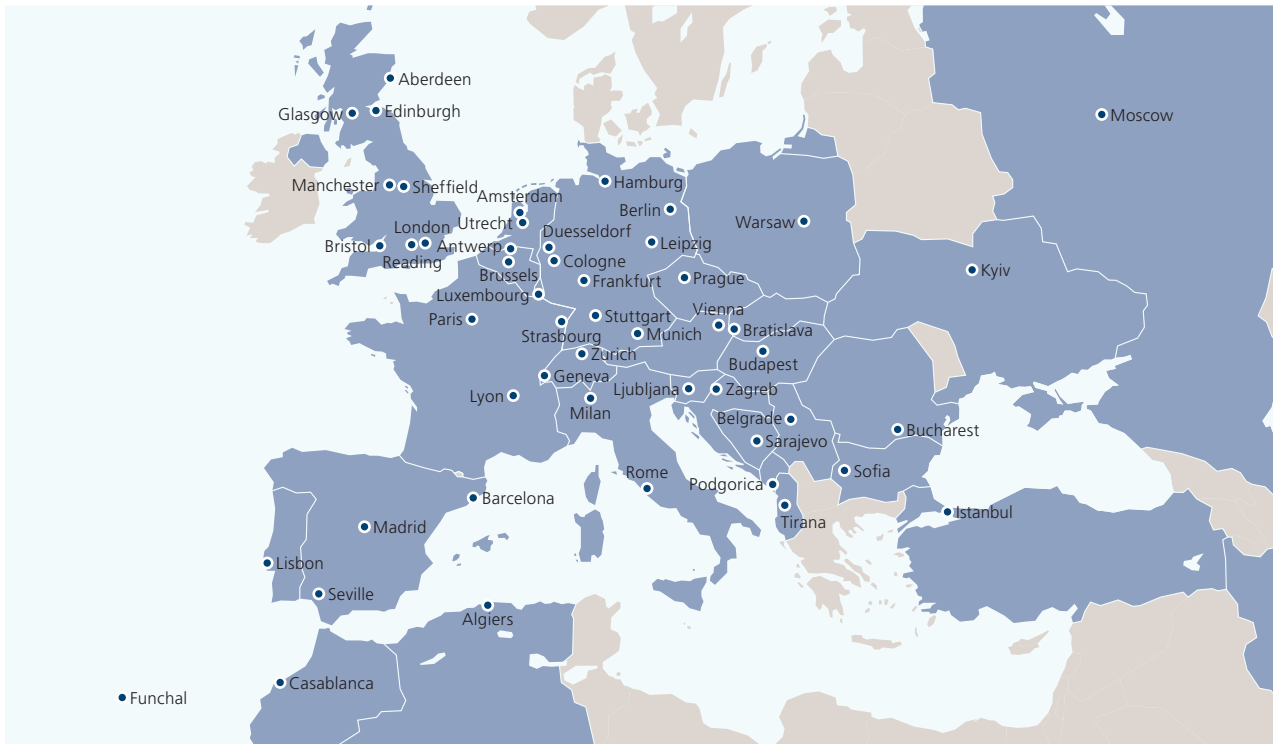 Aberdeen
Glasgow
Edinburgh
Moscow
Manchester
Sheffield
Hamburg
Amsterdam
Berlin
Utrecht
Warsaw
London
Duesseldorf
Bristol
Antwerp
Leipzig
Reading
Cologne
Kyiv
Brussels
Frankfurt
Prague
Luxembourg
Vienna
Paris
Stuttgart
Strasbourg
Munich
Bratislava
Zurich
Budapest
Geneva
Ljubljana
Zagreb
Lyon
Milan
Belgrade
Bucharest
Sarajevo
Rome
Sofia
Podgorica
Barcelona
Istanbul
Tirana
Madrid
Lisbon
Seville
Algiers
Casablanca
Funchal